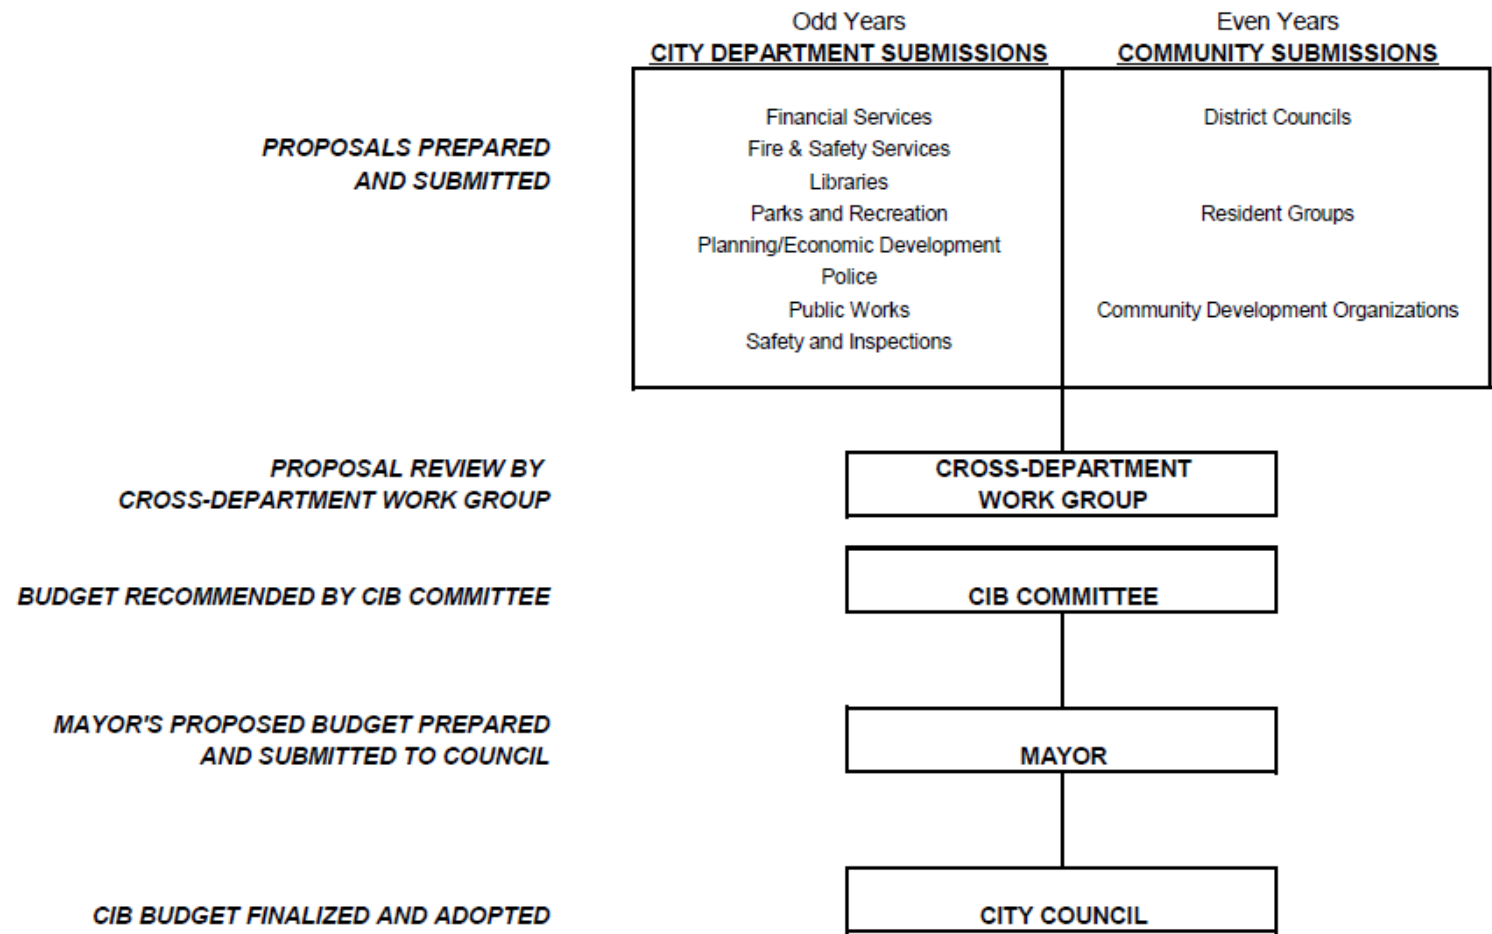 Odd Years
Even Years
CITY DEPARTMENT SUBMISSIONS
COMMUNITY SUBMISSIONS
PROPOSALS PREPARED
AND SUBMITTED
Financial Services
Fire & Safety Services
Libraries
Parks and Recreation
Planning/Economic Development
Police
Public Works
Safety and Inspections
District Councils
Resident Groups
Community Development Organizations
PROPOSAL REVIEW BY
CROSS-DEPARTMENT WORK GROUP
CROSS-DEPARTMENT
WORK GROUP
BUDGET RECOMMENDED BY CIB COMMITTEE
CIB COMMITTEE
MAYOR'S PROPOSED BUDGET PREPARED
AND SUBMITTED TO COUNCIL
MAYOR
CIB BUDGET FINALIZED AND ADOPTED
CITY COUNCIL